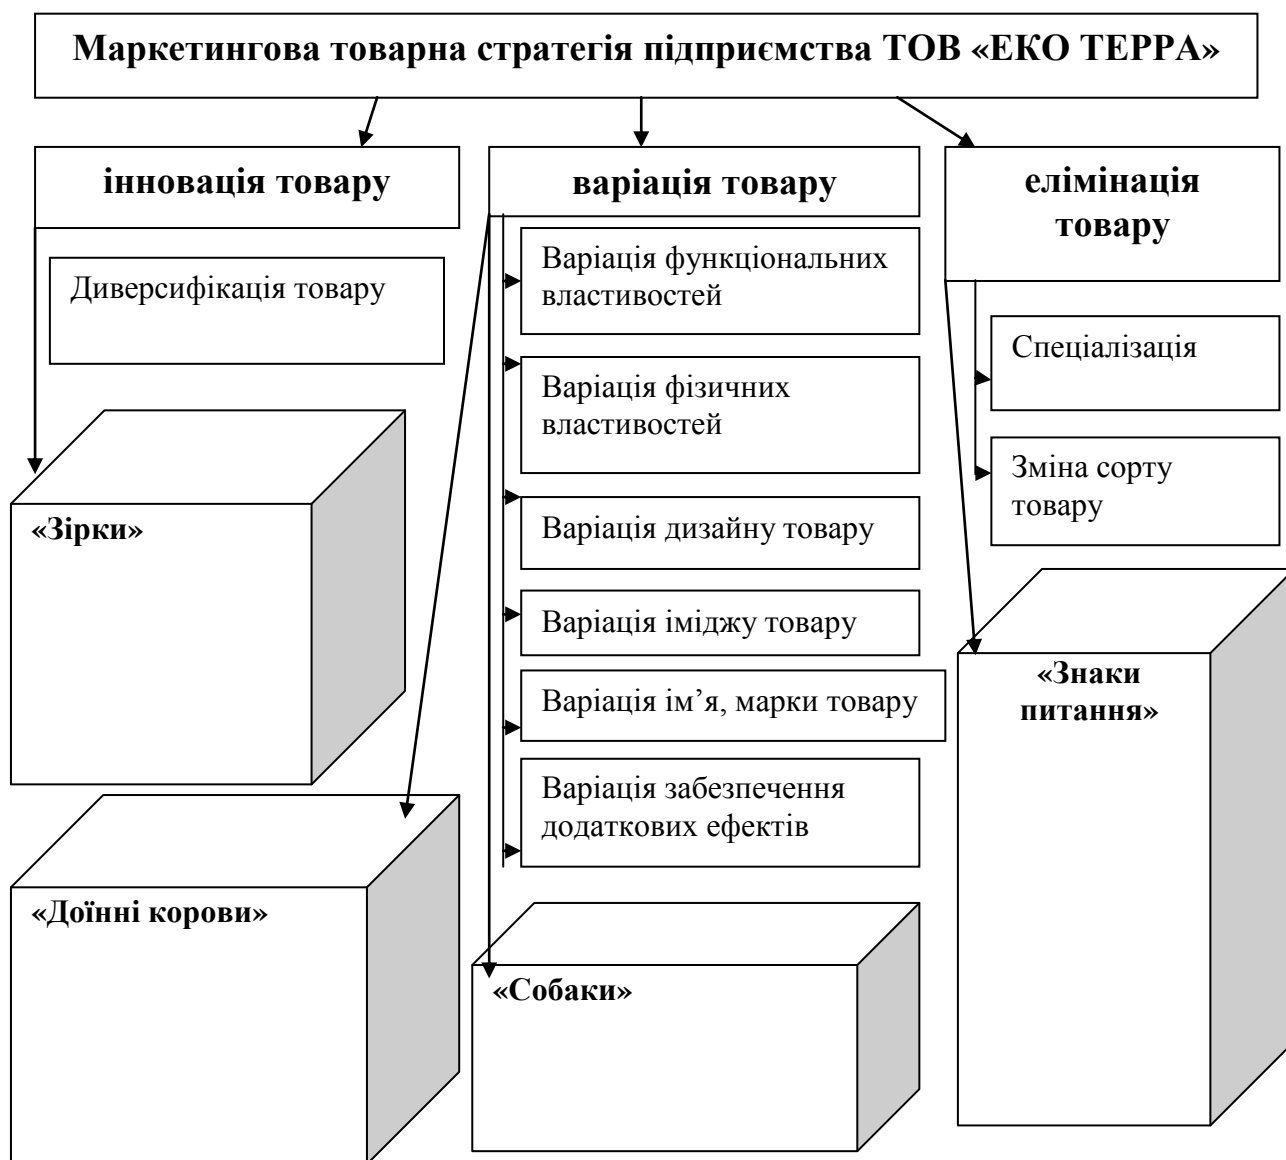 Маркетингова товарна стратегія підприємства ТОВ «ЕКО ТЕРРА»
інновація товару
Диверсифікація товару
«Зірки»
«Доїнні корови»
варіація товару
Варіація функціональних
властивостей
Варіація фізичних
властивостей
Варіація дизайну товару
Варіація іміджу товару
Варіація ім’я, марки товару
Варіація забезпечення
додаткових ефектів
«Собаки»
елімінація
товару
Спеціалізація
Зміна сорту
товару
«Знаки
питання»